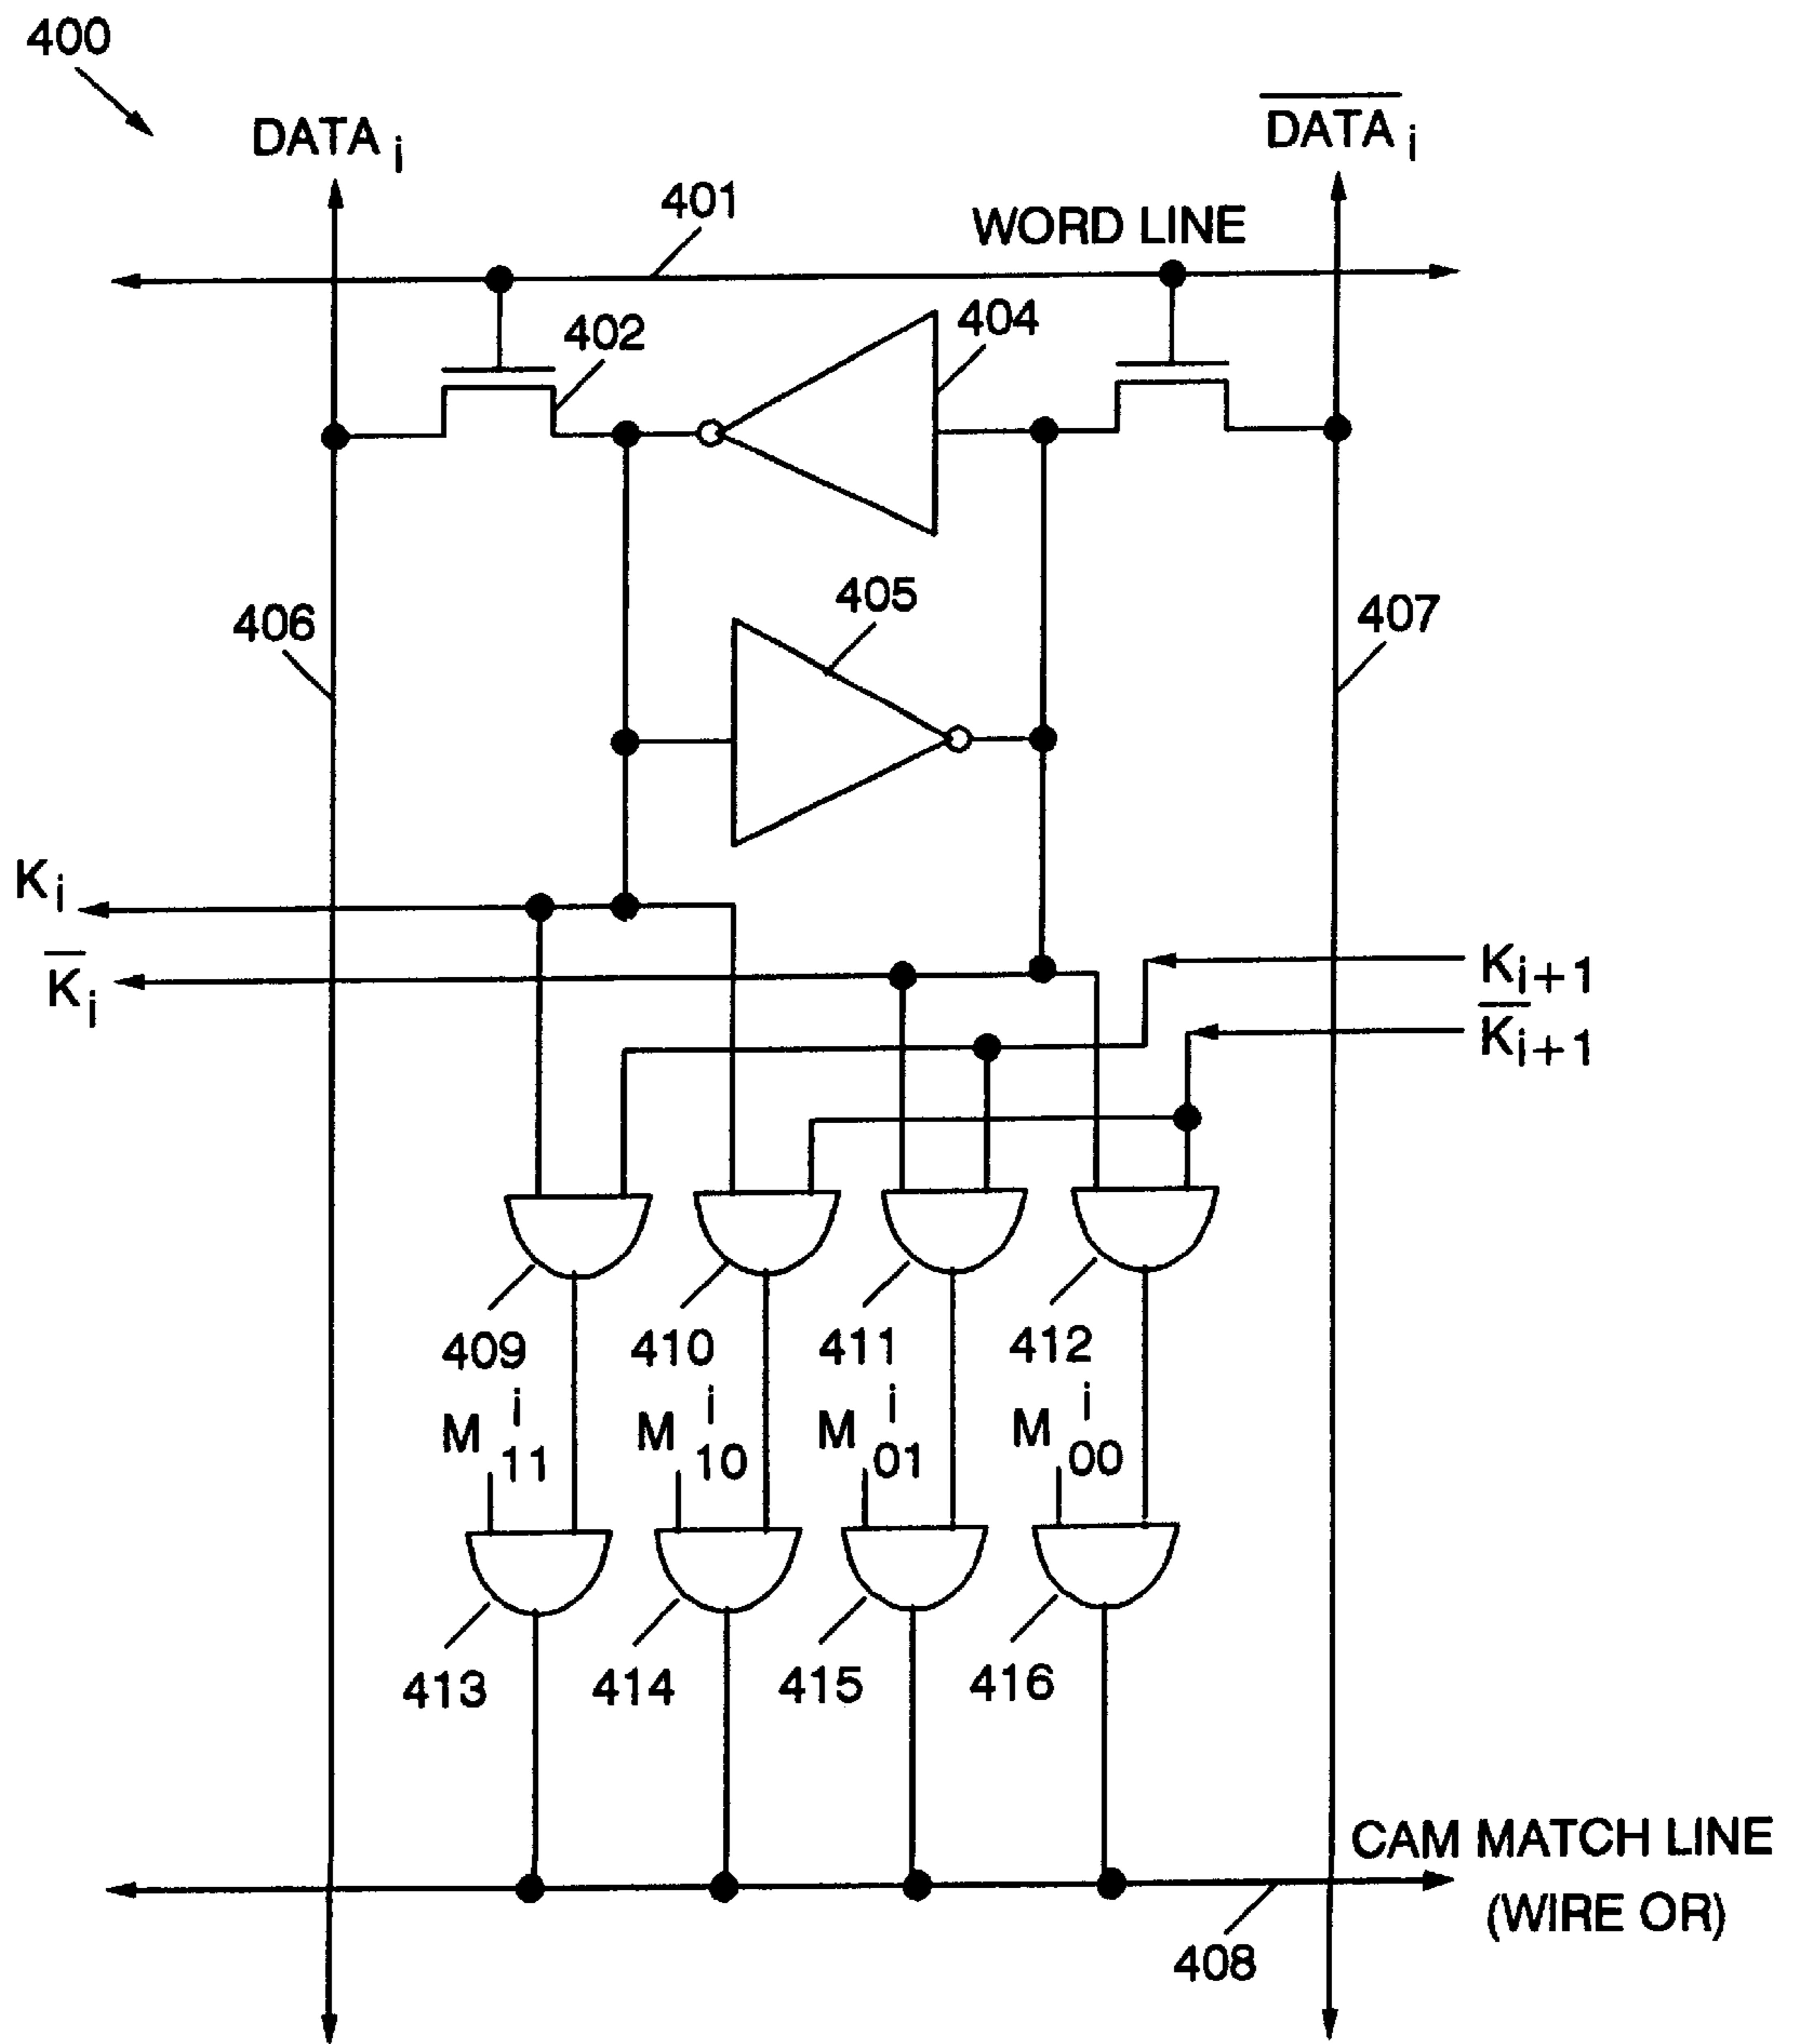 400
DATA i
D̅A̅T̅A̅ i
401
WORD LINE
402
404
405
406
407
K i
K̅ i
K i+1
K̅ i+1
409
410
411
412
M i 11
M i 10
M i 01
M i 00
413
414
415
416
CAM MATCH LINE
(WIRE OR)
408